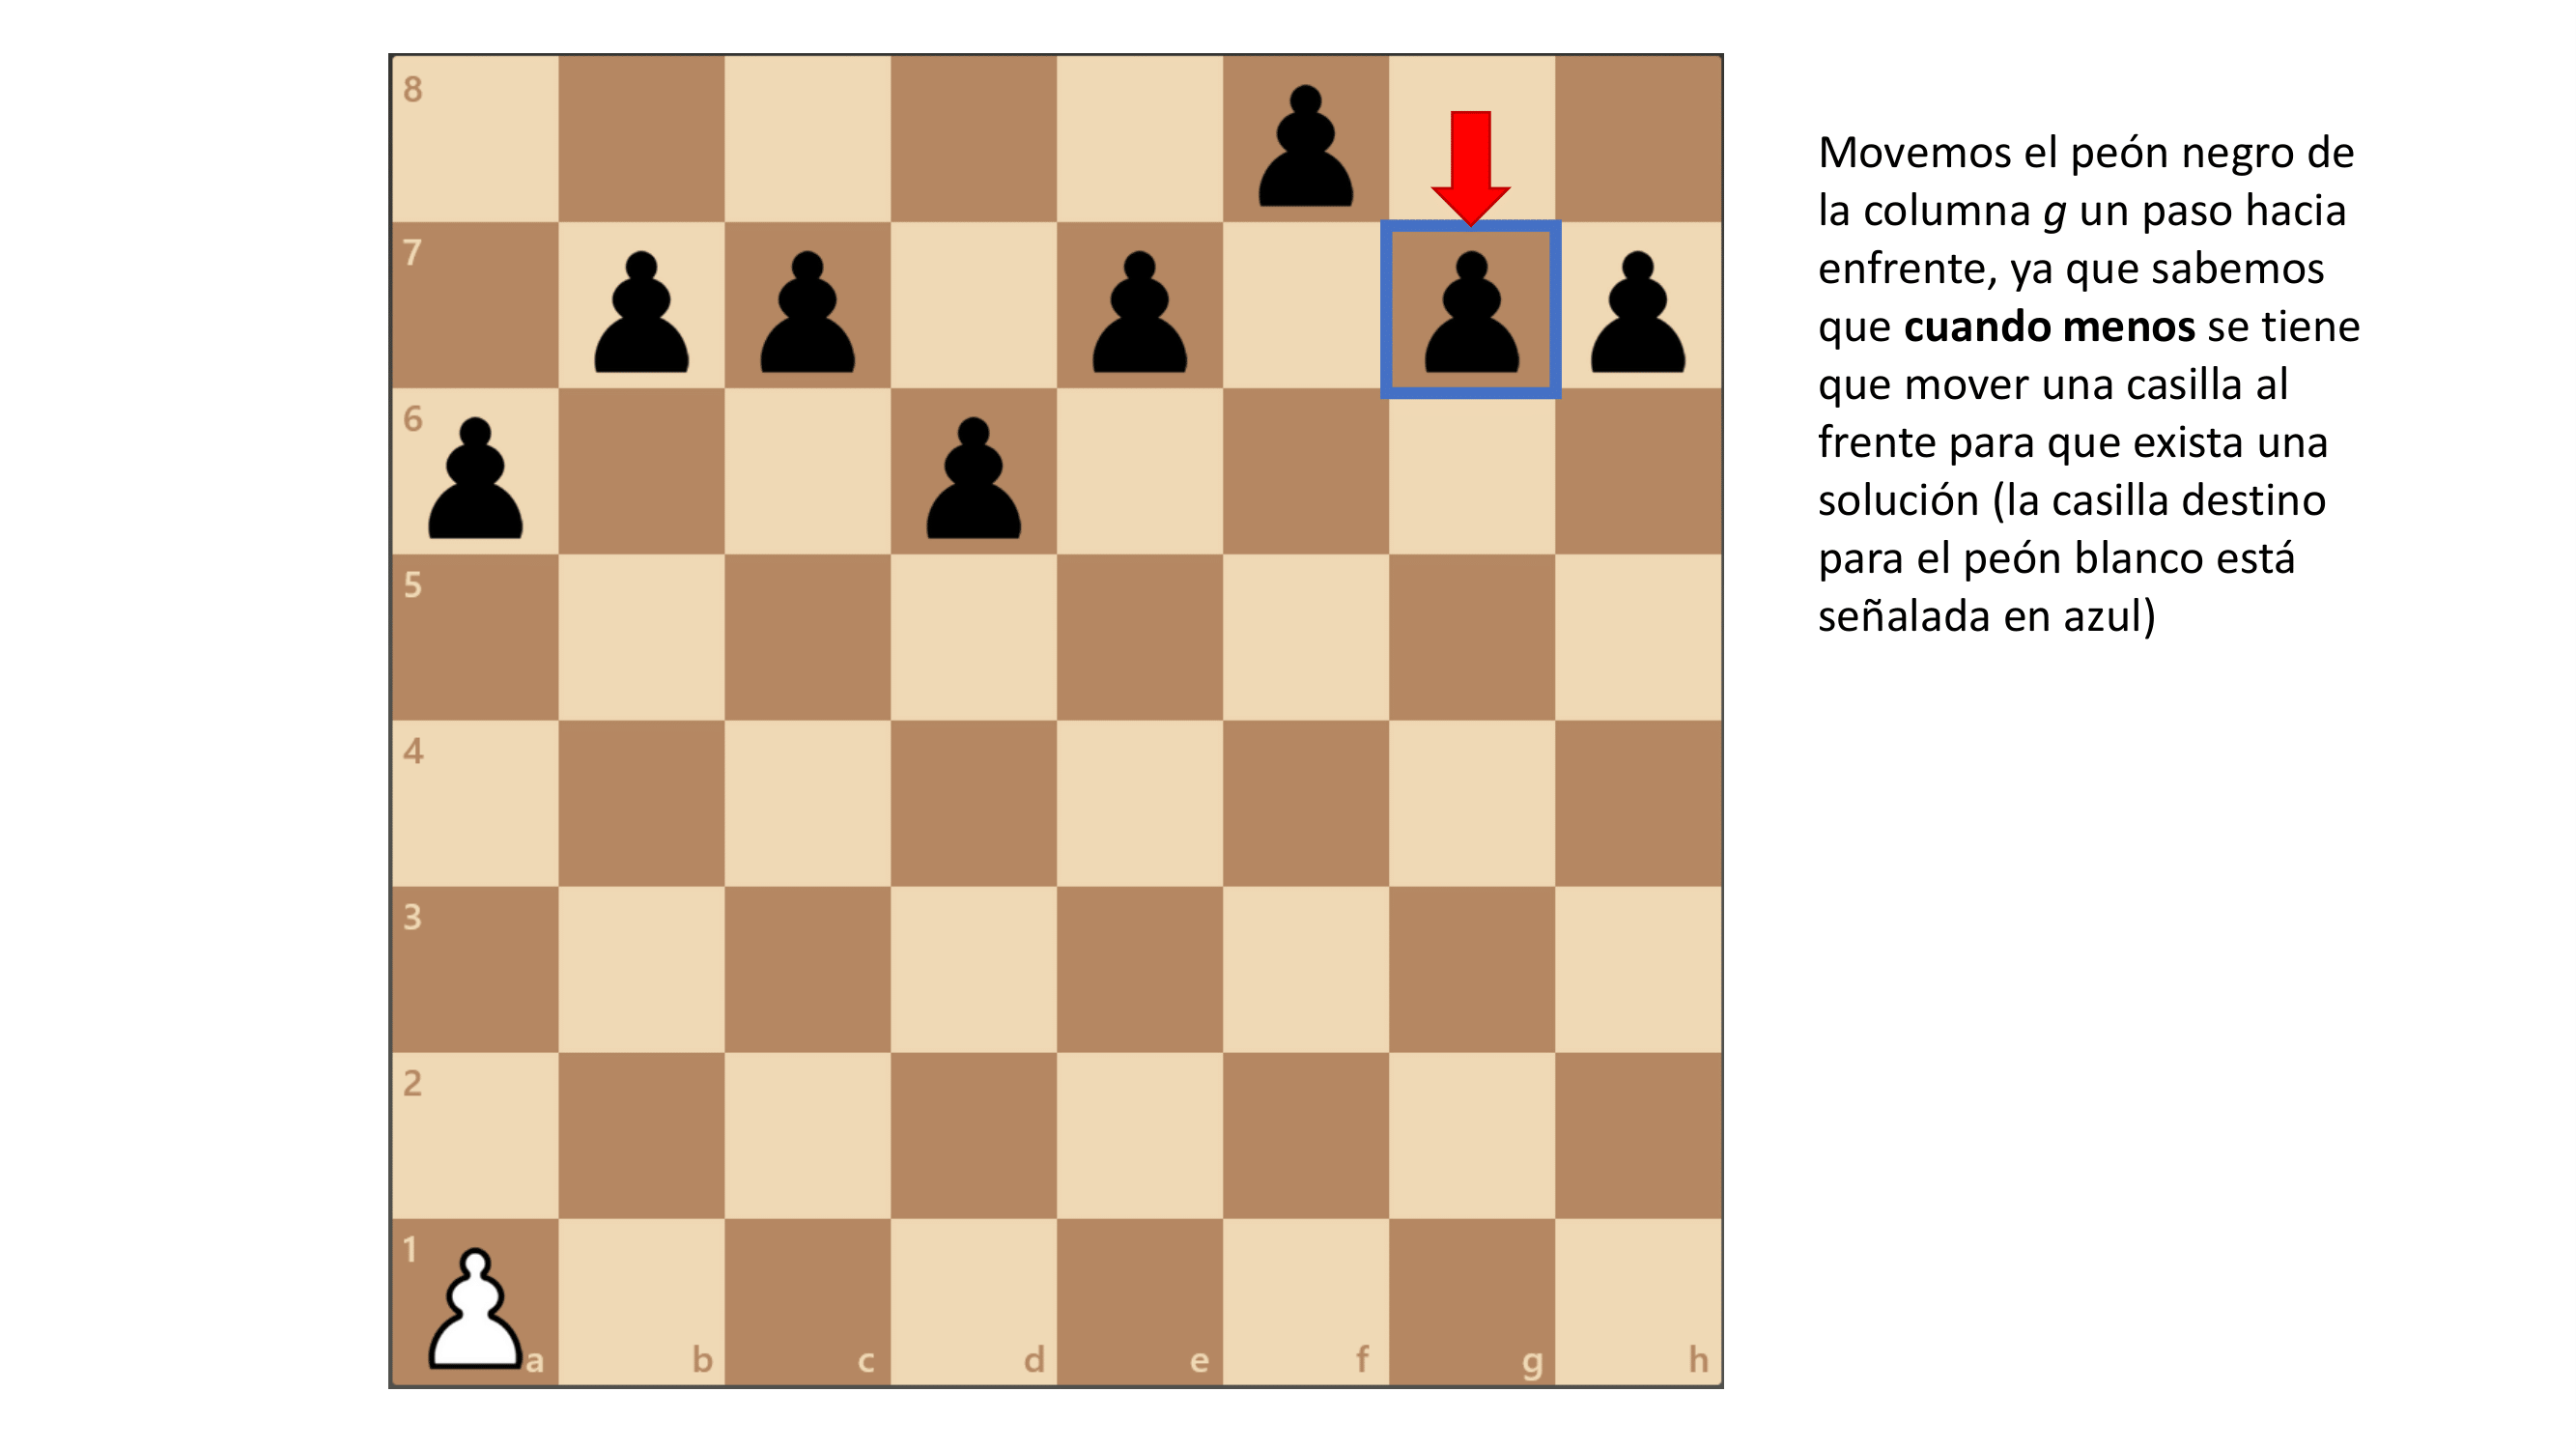 8
7
6
5
4
3
2
1
a b c d e f g h
Movemos el peón negro de
la columna g un paso hacia
enfrente, ya que sabemos
que cuando menos se tiene
que mover una casilla al
frente para que exista una
solución (la casilla destino
para el peón blanco está
señalada en azul)